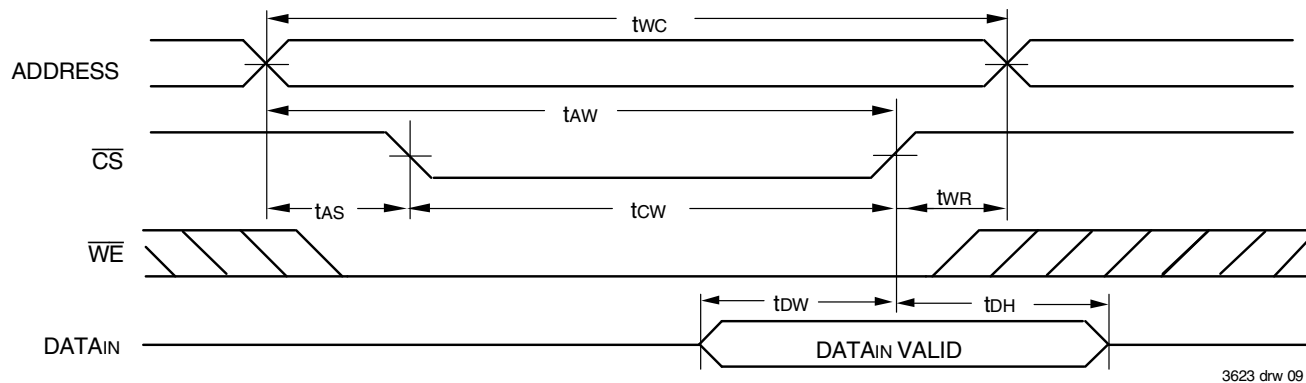 tWC
ADDRESS
tAW
CS
tAS
tCW
tWR
WE
tDW
tDH
DATAIN
DATAIN VALID
3623 drw 09